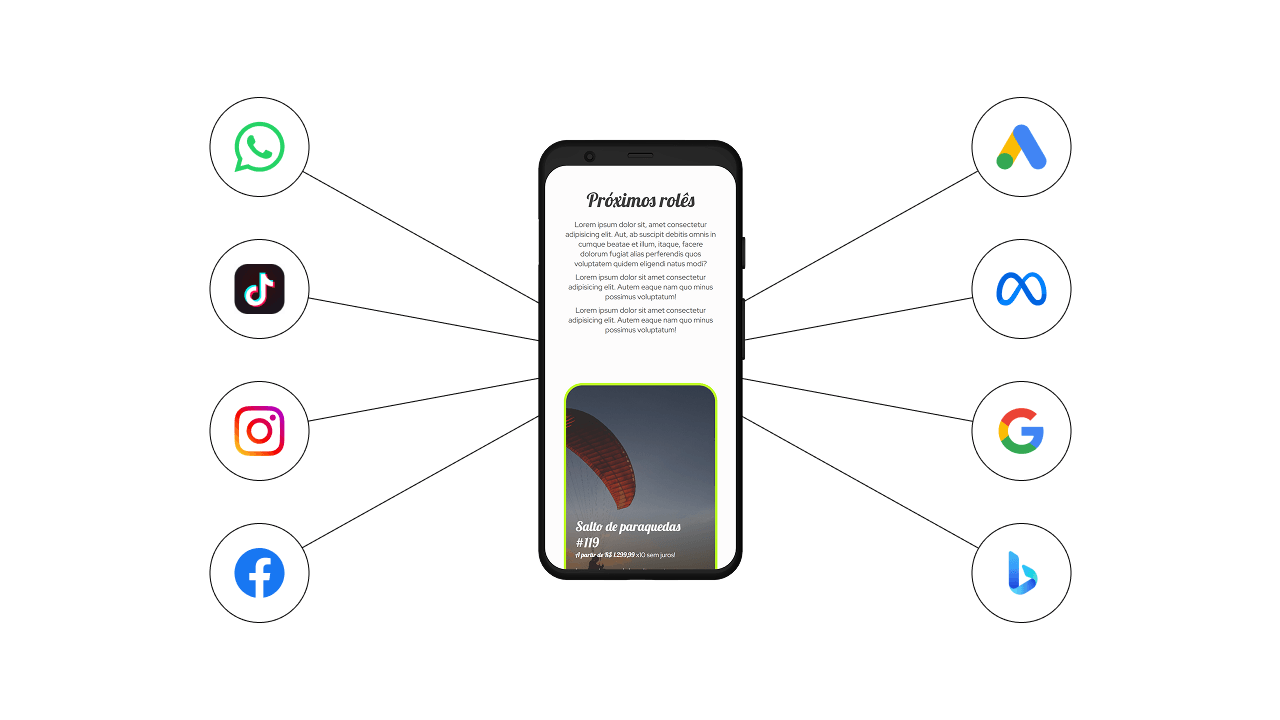 Próximos rolês
Lorem ipsum dolor sit, amet consectetur
adipisicing elit. Aut, ab suscipit debitis omnis in
cumque beatae et illum, itaque, facere
dolorum fugiat alias perferendis quos
voluptatem quidem eligendi natus modi?
Lorem ipsum dolor sit amet consectetur
adipisicing elit. Autem eaque nam quo minus
possimus voluptatum!
Lorem ipsum dolor sit amet consectetur
adipisicing elit. Autem eaque nam quo minus
possimus voluptatum!
Salto de paraquedas
#119
A partir de R$ 1.299,99 x10 sem juros!